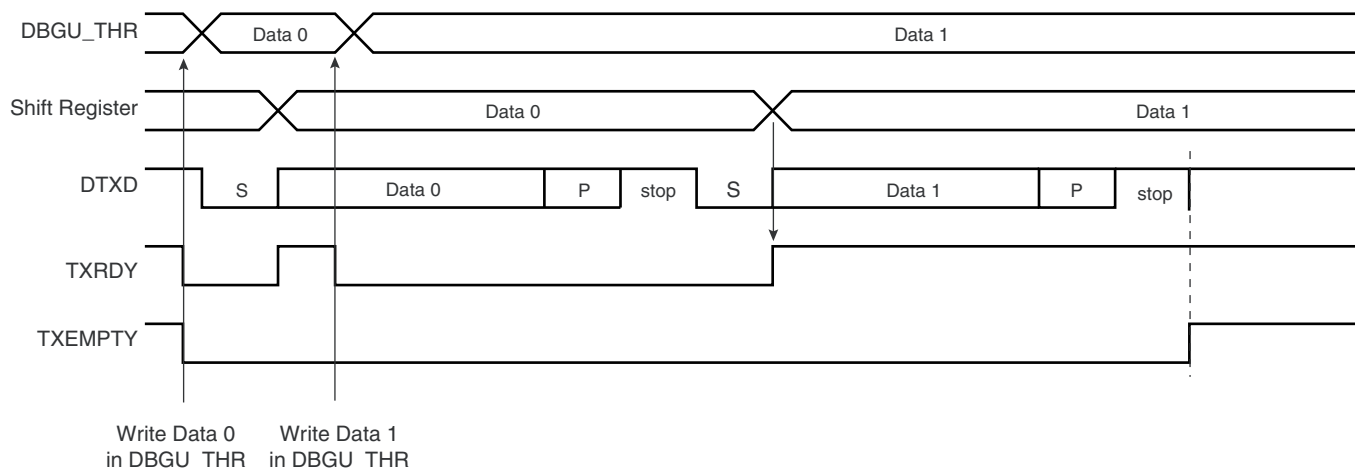 DBGU_THR
Data 0
Data 1
Shift Register
Data 0
Data 1
DTXD
S
Data 0
P
stop
S
Data 1
P
stop
TXRDY
TXEMPTY
Write Data 0
in DBGU_THR
Write Data 1
in DBGU_THR